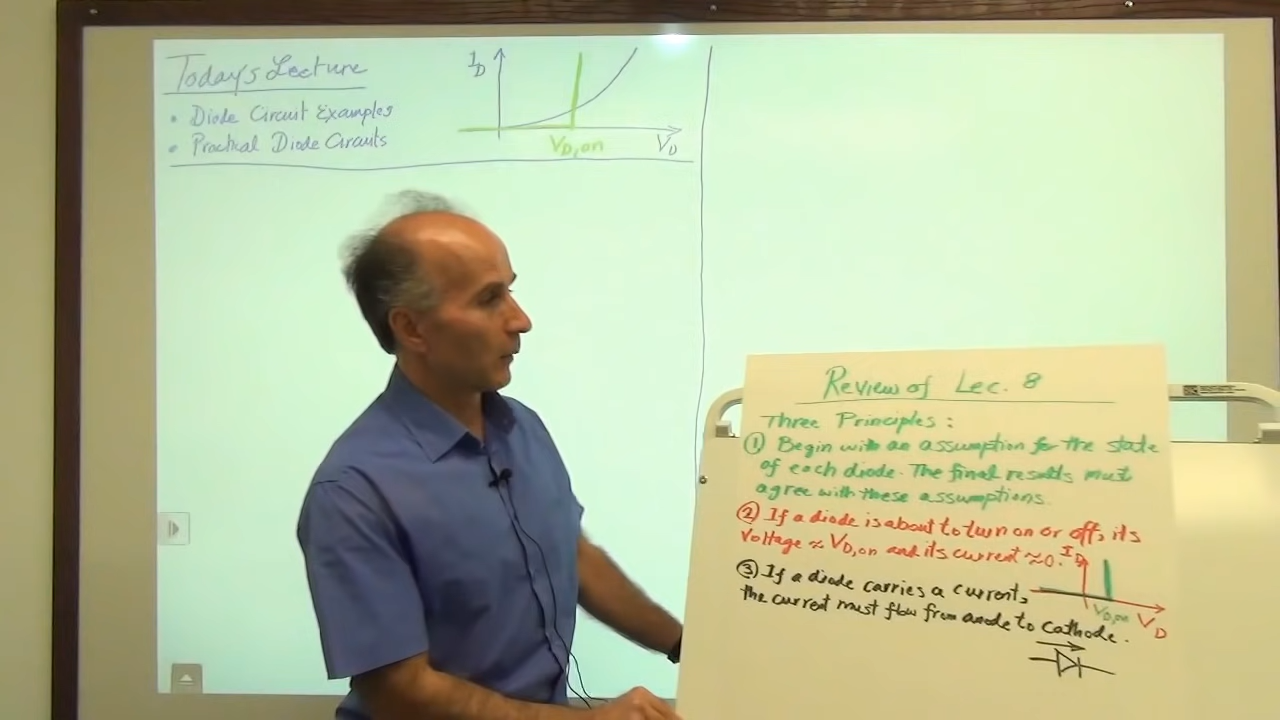 Today's Lecture
• Diode Circuit Examples
• Practical Diode Circuits
I_D
V_D,on
V_D
Review of Lec. 8
Three Principles:
① Begin with an assumption for the state
of each diode. The final results must
agree with these assumptions.
② If a diode is about to turn on or off, its
voltage ≈ V_D,on and its current ≈ 0.
I_D
③ If a diode carries a current,
the current must flow from anode to cathode.
V_D,on
V_D